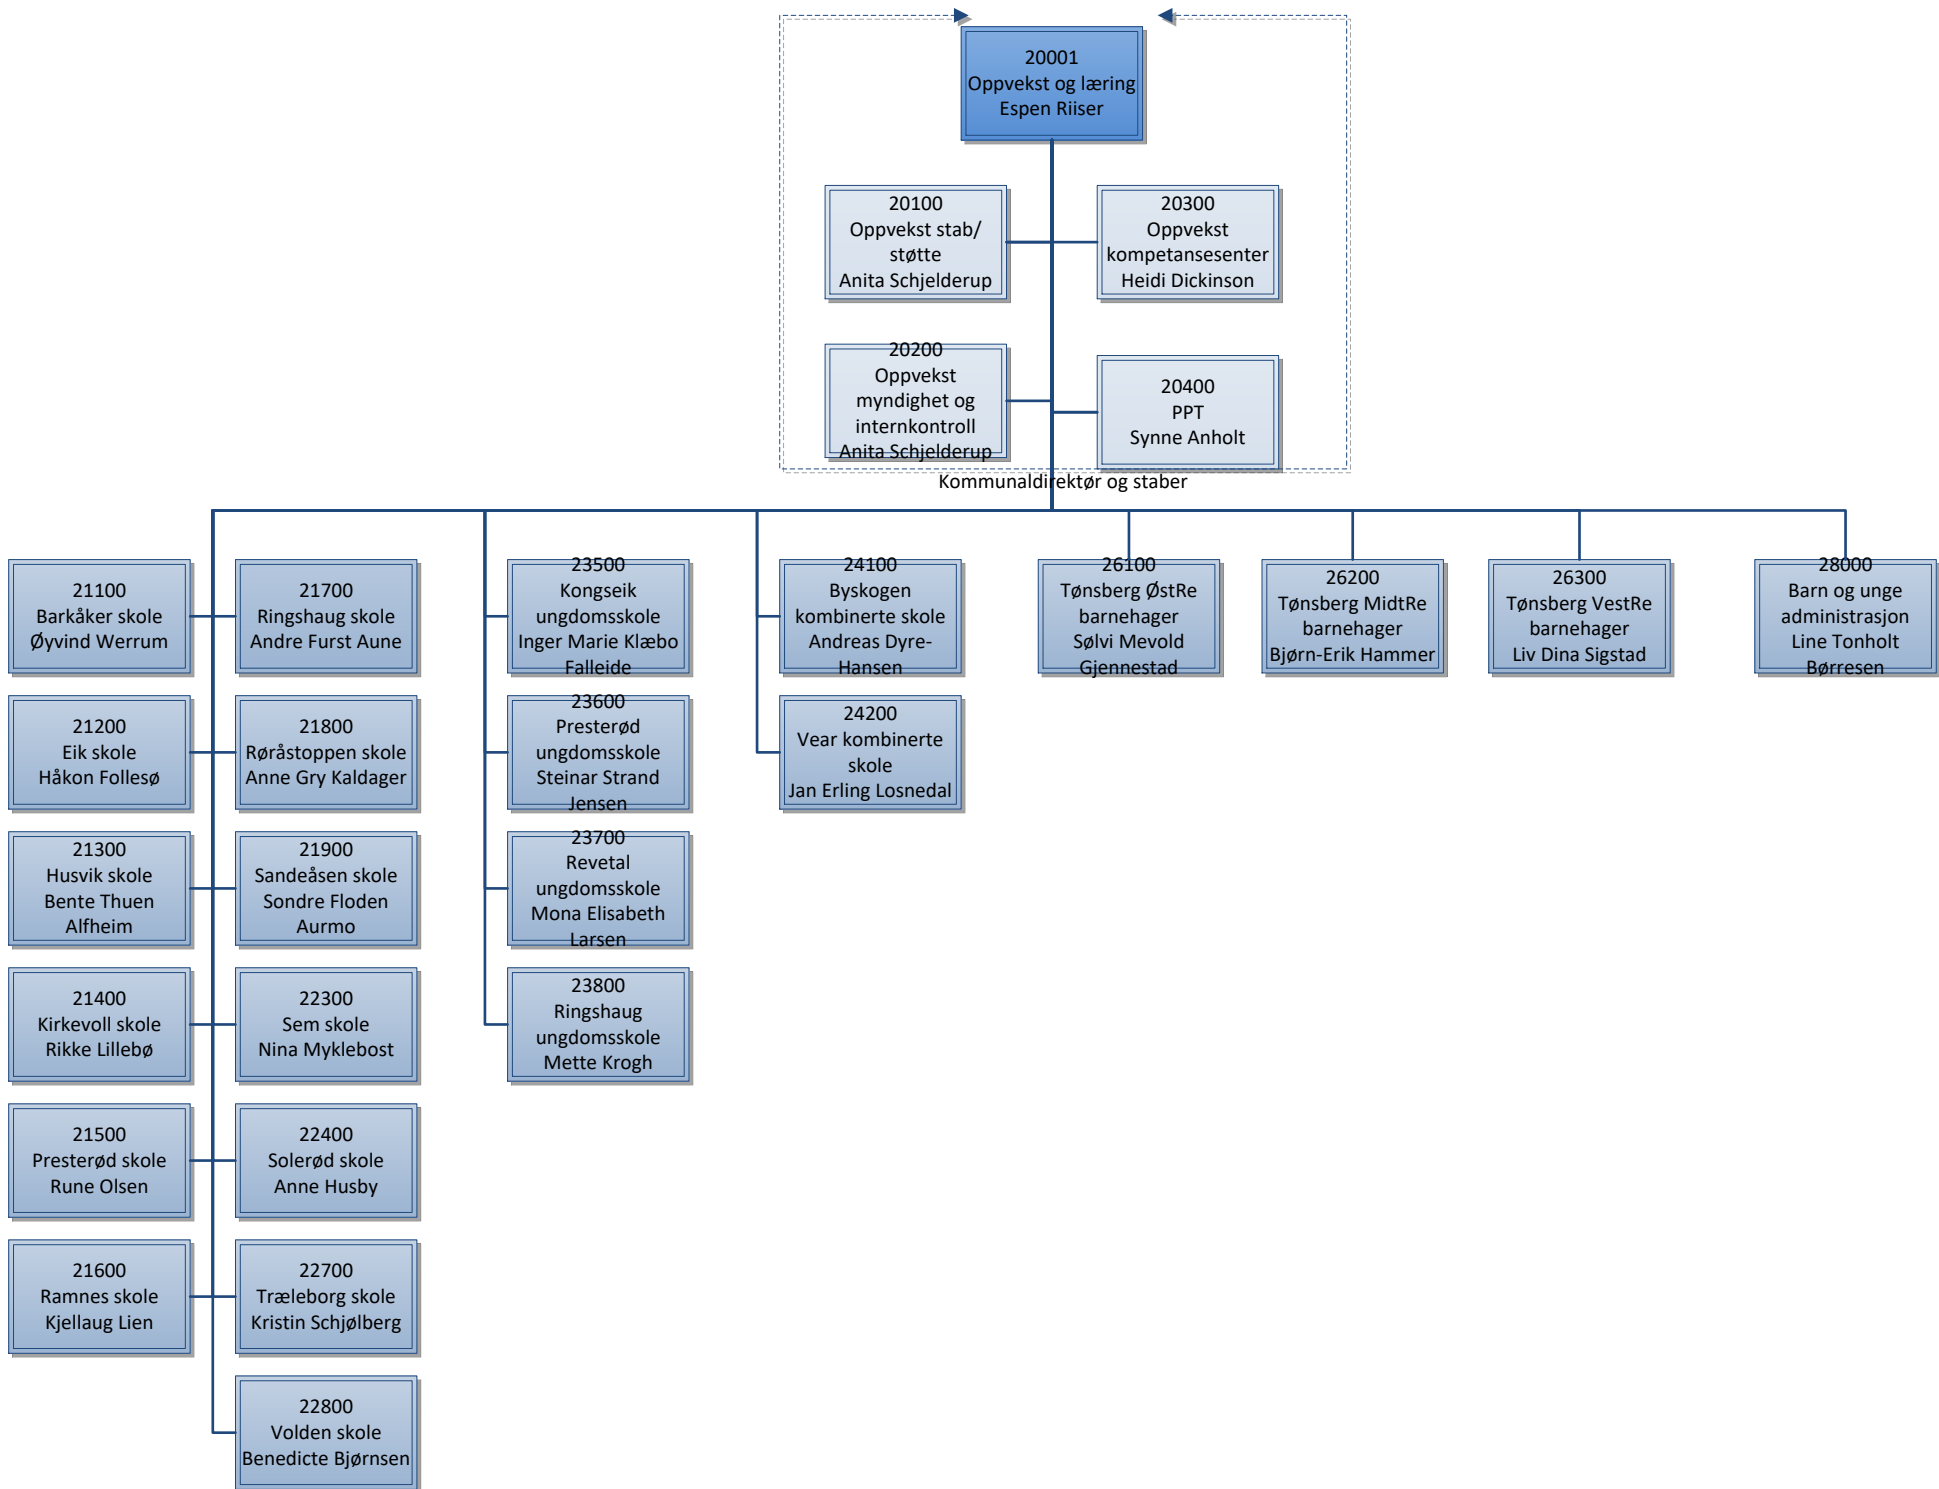 20001
Oppvekst og læring
Espen Riiser
20100
Oppvekst stab/
støtte
Anita Schjelderup
20300
Oppvekst
kompetansesenter
Heidi Dickinson
20200
Oppvekst
myndighet og
internkontroll
Anita Schjelderup
20400
PPT
Synne Anholt
Kommunaldirektør og staber
21100
Barkåker skole
Øyvind Werrum
21700
Ringshaug skole
Andre Furst Aune
23500
Kongseik
ungdomsskole
Inger Marie Klæbo
Falleide
24100
Byskogen
kombinerte skole
Andreas Dyre-
Hansen
26100
Tønsberg ØstRe
barnehager
Sølvi Mevold
Gjennestad
26200
Tønsberg MidtRe
barnehager
Bjørn-Erik Hammer
26300
Tønsberg VestRe
barnehager
Liv Dina Sigstad
28000
Barn og unge
administrasjon
Line Tonholt
Børresen
21200
Eik skole
Håkon Follesø
21800
Røråstoppen skole
Anne Gry Kaldager
23600
Presterød
ungdomsskole
Steinar Strand
Jensen
24200
Vear kombinerte
skole
Jan Erling Losnedal
21300
Husvik skole
Bente Thuen
Alfheim
21900
Sandeåsen skole
Sondre Floden
Aurmo
23700
Revetal
ungdomsskole
Mona Elisabeth
Larsen
21400
Kirkevoll skole
Rikke Lillebø
22300
Sem skole
Nina Myklebost
23800
Ringshaug
ungdomsskole
Mette Krogh
21500
Presterød skole
Rune Olsen
22400
Solerød skole
Anne Husby
21600
Ramnes skole
Kjellaug Lien
22700
Træleborg skole
Kristin Schjølberg
22800
Volden skole
Benedicte Bjørnsen